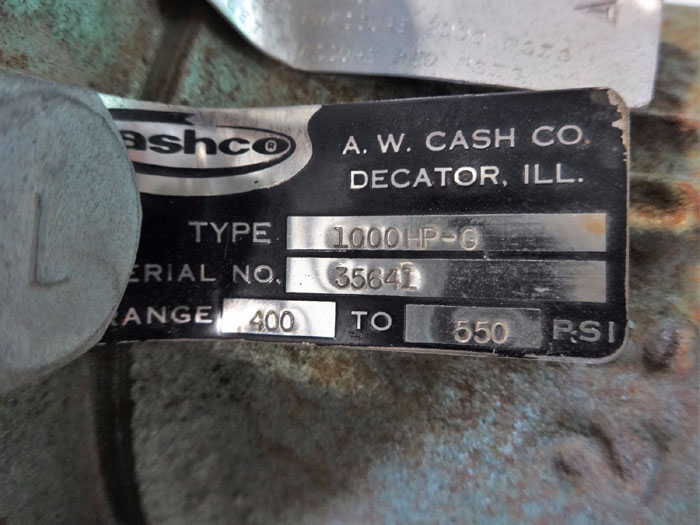 ashco®
A. W. CASH CO.
DECATOR, ILL.
TYPE 1000HP-G
ERIAL NO. 35641
RANGE 400 TO 550 PSI
L